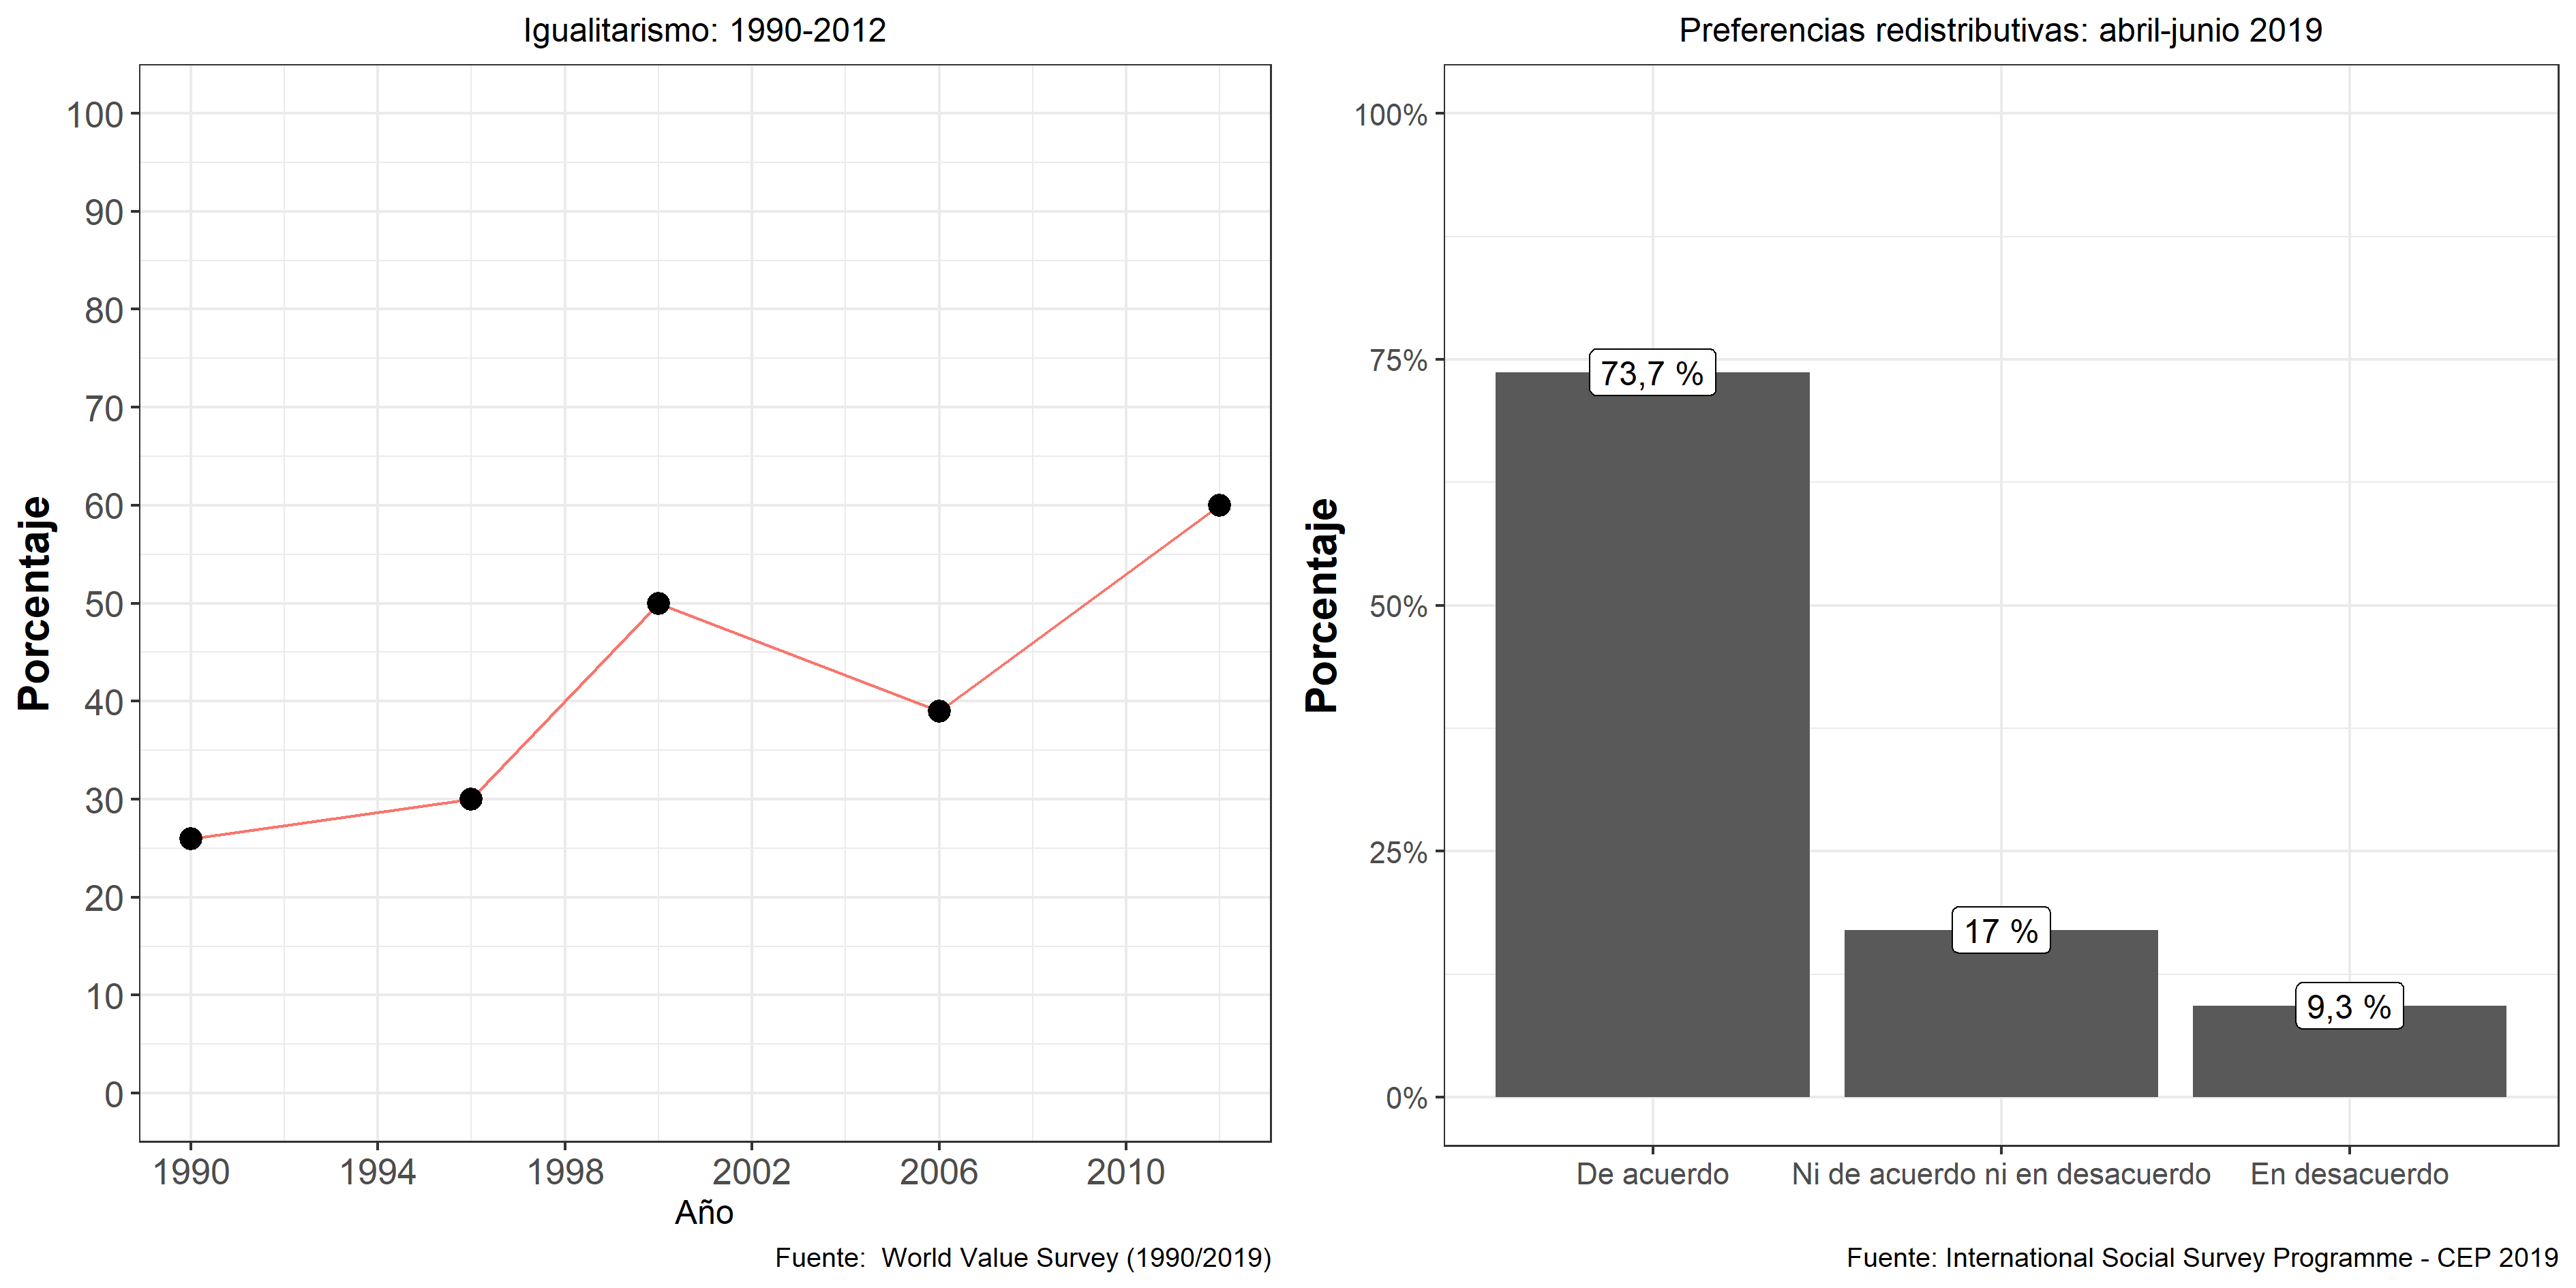 Igualitarismo: 1990-2012
Porcentaje
100
90
80
70
60
50
40
30
20
10
0
1990 1994 1998 2002 2006 2010
Año
Fuente:  World Value Survey (1990/2019)
Preferencias redistributivas: abril-junio 2019
Porcentaje
100%
75%
50%
25%
0%
73,7 %
17 %
9,3 %
De acuerdo Ni de acuerdo ni en desacuerdo En desacuerdo
Fuente: International Social Survey Programme - CEP 2019